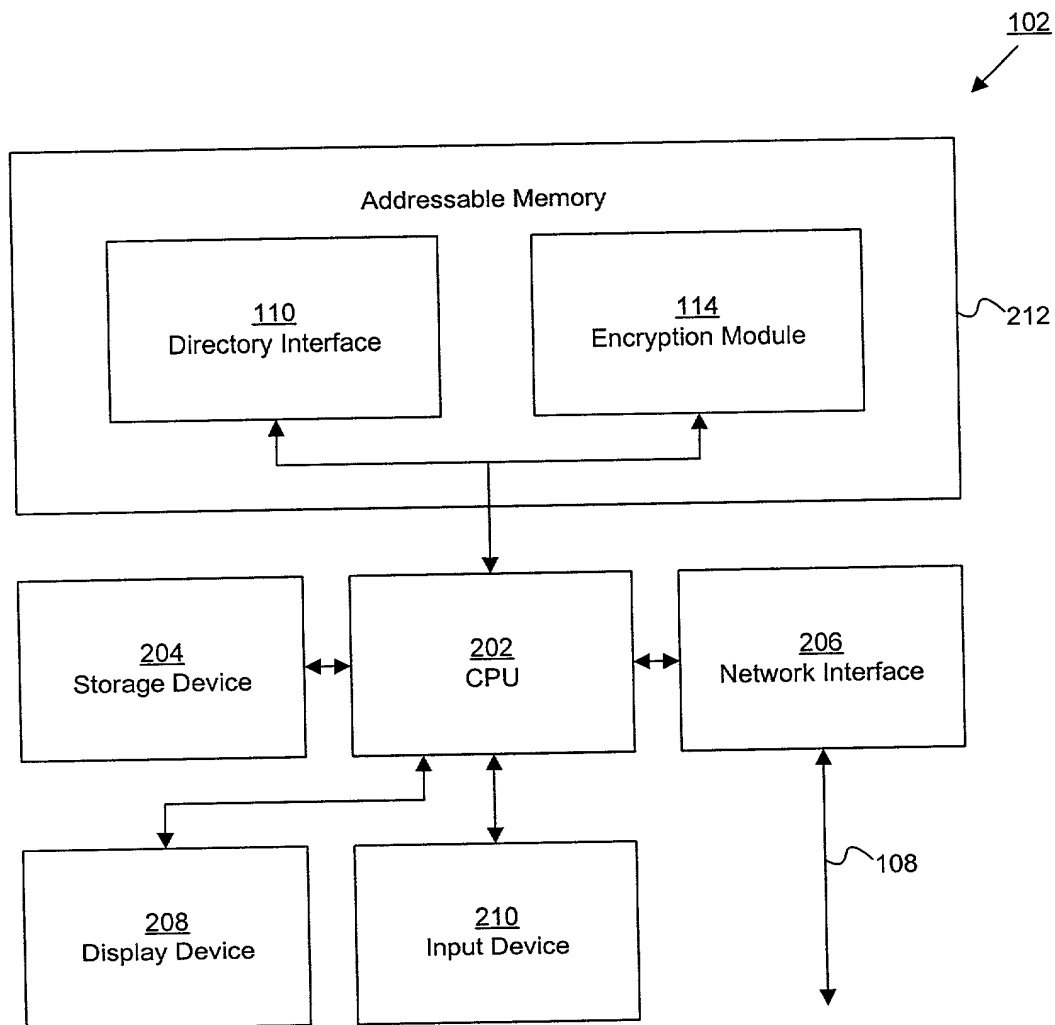 102
Addressable Memory
110
Directory Interface
114
Encryption Module
212
204
Storage Device
202
CPU
206
Network Interface
108
208
Display Device
210
Input Device